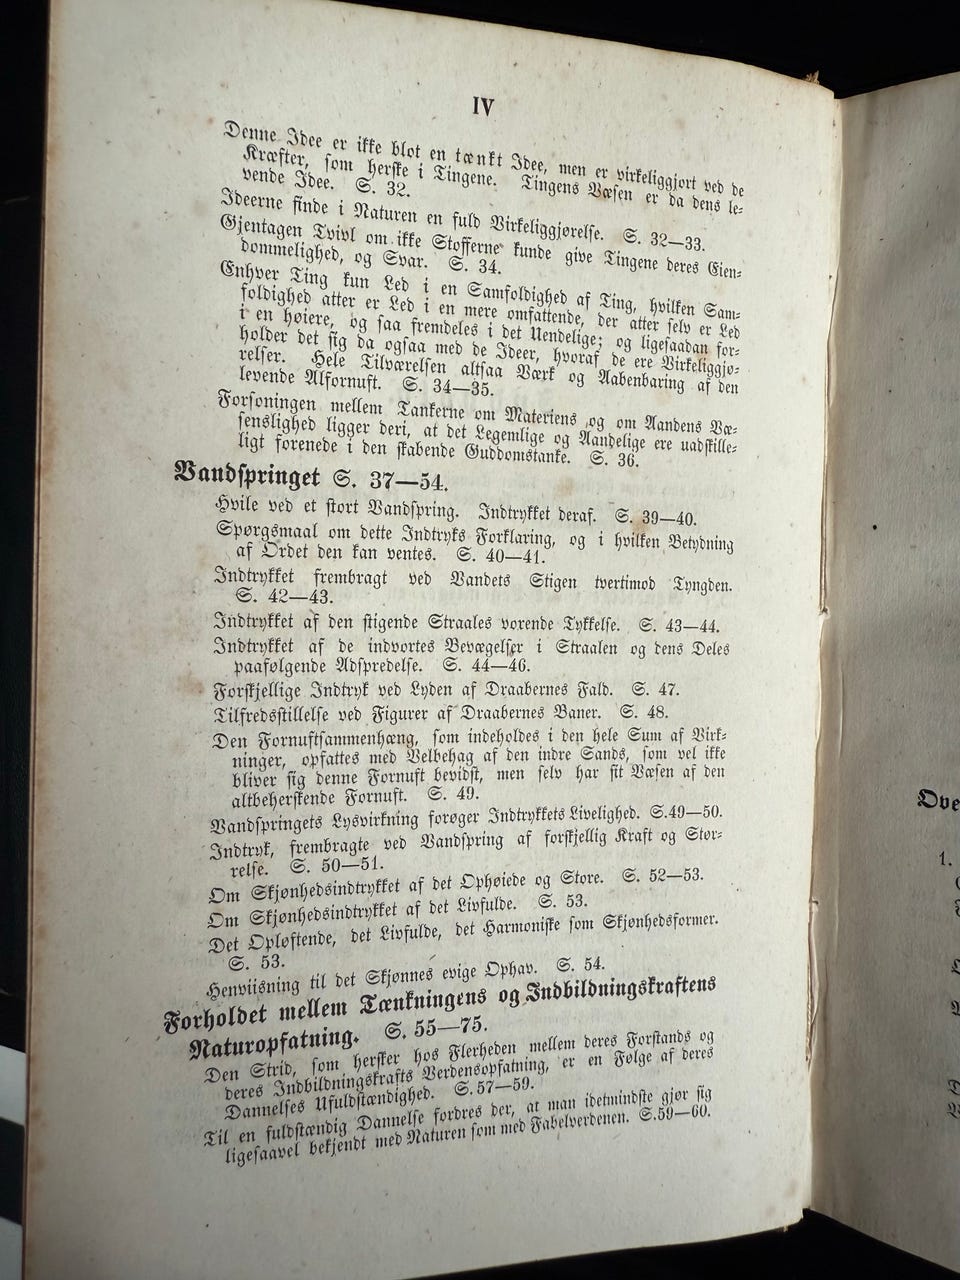 IV
Denne Idee er ikke blot en tænkt Idee, men er virkeliggjort ved de
Kræfter, som herske i Tingene. Tingens Væsen er da dens le-
vende Idee. S. 32.
Ideerne finde i Naturen en fuld Virkeliggjørelse. S. 32—33.
Gjentagen Tvivl om ikke Stofferne kunde give Tingene deres Eien-
dommelighed, og Svar. S. 34.
Enhver Ting kun Led i en Samfoldighed af Ting, hvilken Sam-
foldighed atter er Led i en mere omfattende, der atter selv er Led
i en høiere, og saa fremdeles i det Uendelige; og ligesaadan for-
holder det sig da ogsaa med de Ideer, hvoraf de ere Virkeliggjø-
relser. Hele Tilværelsen altsaa Værk og Aabenbaring af den
levende Alfornuft. S. 34—35.
Forsoningen mellem Tankerne om Materiens og om Aandens Væ-
senslighed ligger deri, at det Legemlige og Aandelige ere uadskille-
ligt forenede i den skabende Guddomstanke. S. 36.
Vandspringet S. 37—54.
Hvile ved et stort Vandspring. Indtrykket deraf. S. 39—40.
Spørgsmaal om dette Indtryks Forklaring, og i hvilken Betydning
af Ordet den kan ventes. S. 40—41.
Indtrykket frembragt ved Vandets Stigen tvertimod Tyngden.
S. 42—43.
Indtrykket af den stigende Straales vorende Tykkelse. S. 43—44.
Indtrykket af de indvortes Bevægelser i Straalen og dens Deles
paafølgende Adspredelse. S. 44—46.
Forskjellige Indtryk ved Lyden af Draabernes Fald. S. 47.
Tilfredsstillelse ved Figurer af Draabernes Baner. S. 48.
Den Fornuftsammenhæng, som indeholdes i den hele Sum af Virk-
ninger, opfattes med Velbehag af den indre Sands, som vel ikke
bliver sig denne Fornuft bevidst, men selv har sit Væsen af den
altbeherskende Fornuft. S. 49.
Vandspringets Lysvirkning forøger Indtrykkets Livelighed. S. 49—50.
Indtryk, frembragte ved Vandspring af forskjellig Kraft og Stør-
relse. S. 50—51.
Om Skjønhedsindtrykket af det Ophøiede og Store. S. 52—53.
Om Skjønhedsindtrykket af det Livfulde. S. 53.
Det Opløftende, det Livfulde, det Harmoniske som Skjønhedsformer.
S. 53.
Henviisning til det Skjønnes evige Ophav. S. 54.
Forholdet mellem Tænkningens og Indbildningskraftens
Naturopfatning. S. 55—75.
Den Strid, som hersker hos Flerheden mellem deres Forstands og
deres Indbildningskrafts Verdensopfatning, er en Følge af deres
Dannelses Ufuldstændighed. S. 57—59.
Til en fuldstændig Dannelse fordres der, at man idetmindste gjør sig
ligesaavel bekjendt med Naturen som med Fabelverdenen. S. 59—60.
Ove
1.